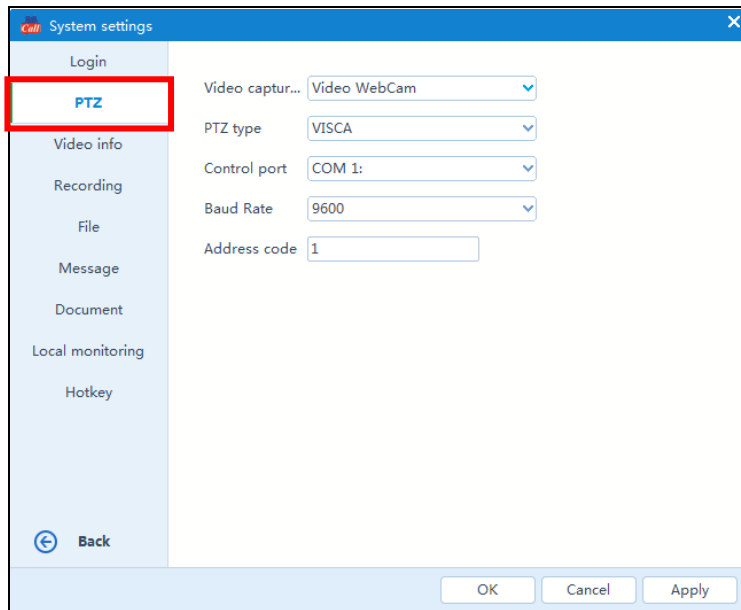 Call System settings
Login
PTZ
Video info
Recording
File
Message
Document
Local monitoring
Hotkey
Back
Video captur... Video WebCam
PTZ type VISCA
Control port COM 1:
Baud Rate 9600
Address code 1
OK Cancel Apply